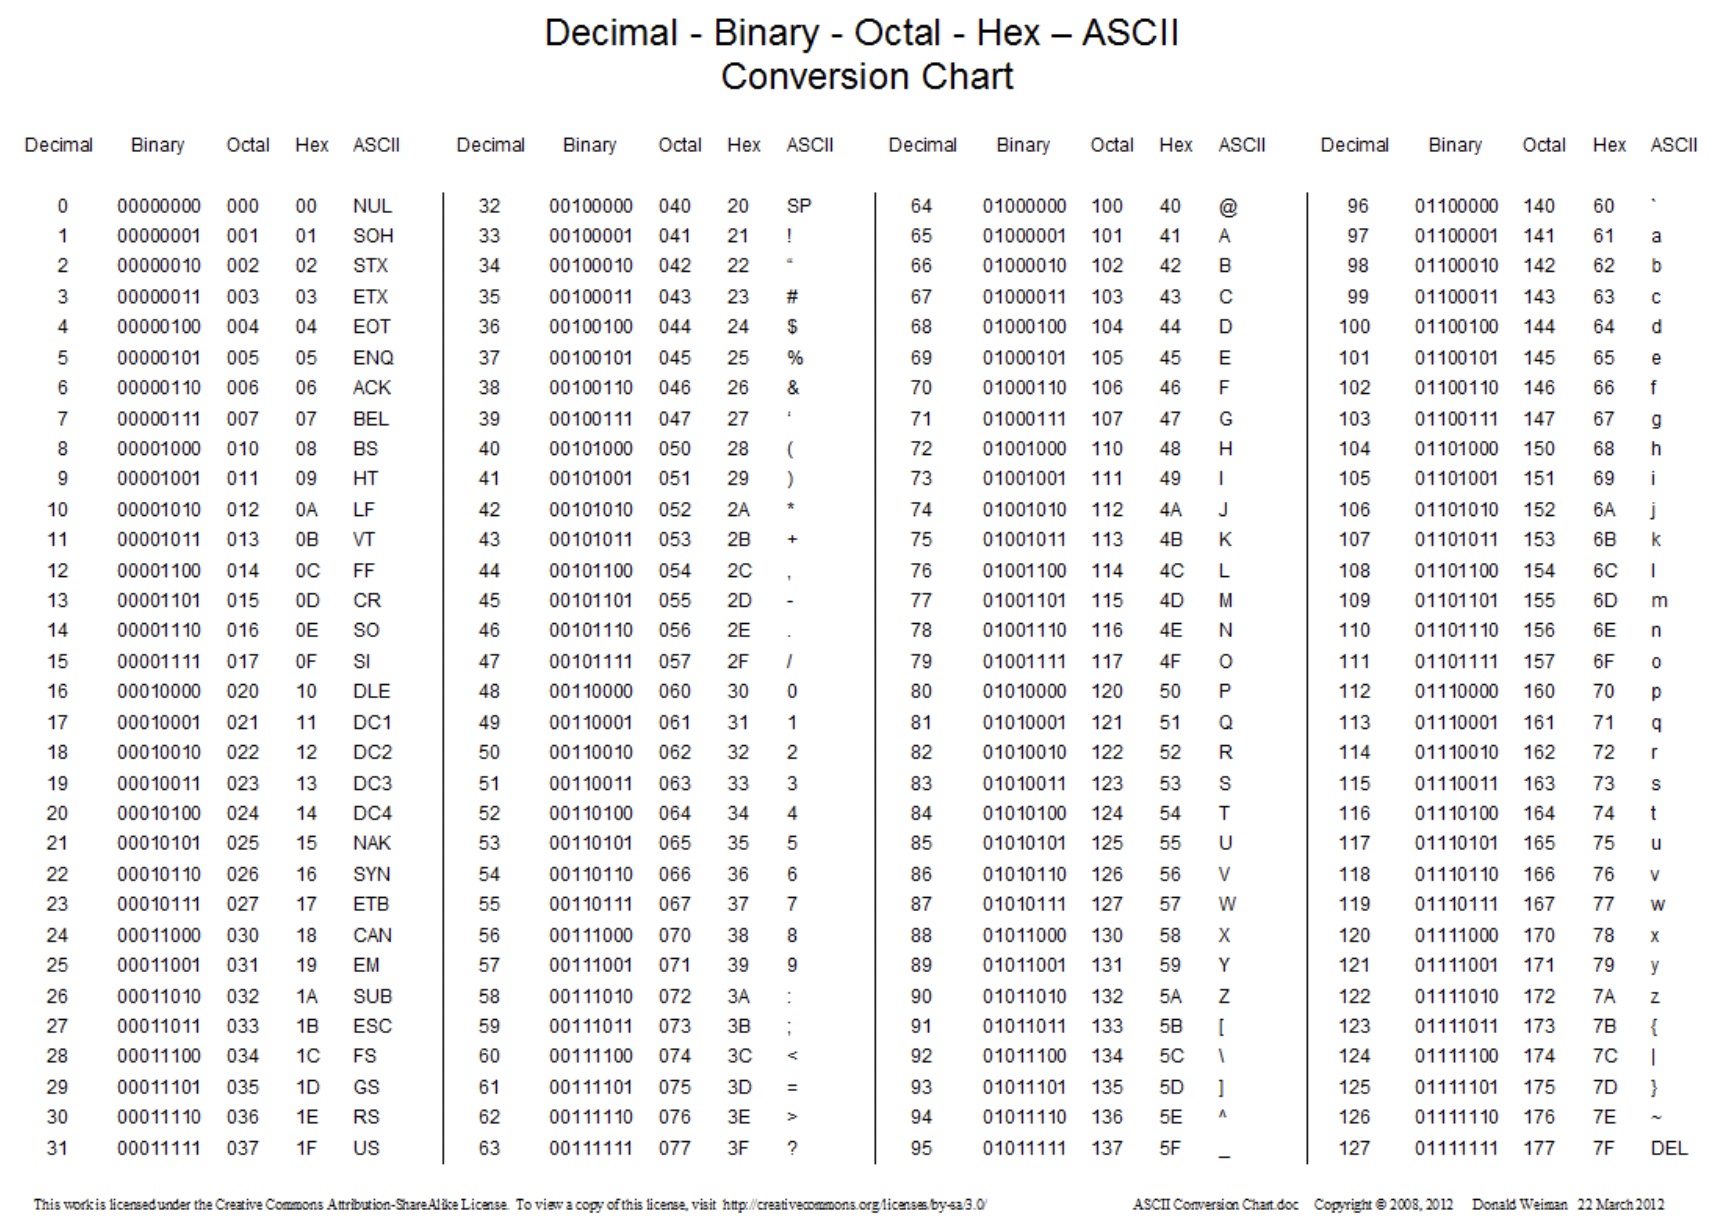 Decimal - Binary - Octal - Hex – ASCII
Conversion Chart
Decimal Binary Octal Hex ASCII Decimal Binary Octal Hex ASCII Decimal Binary Octal Hex ASCII Decimal Binary Octal Hex ASCII
0 00000000 000 00 NUL 32 00100000 040 20 SP 64 01000000 100 40 @ 96 01100000 140 60 `
1 00000001 001 01 SOH 33 00100001 041 21 ! 65 01000001 101 41 A 97 01100001 141 61 a
2 00000010 002 02 STX 34 00100010 042 22 “ 66 01000010 102 42 B 98 01100010 142 62 b
3 00000011 003 03 ETX 35 00100011 043 23 # 67 01000011 103 43 C 99 01100011 143 63 c
4 00000100 004 04 EOT 36 00100100 044 24 $ 68 01000100 104 44 D 100 01100100 144 64 d
5 00000101 005 05 ENQ 37 00100101 045 25 % 69 01000101 105 45 E 101 01100101 145 65 e
6 00000110 006 06 ACK 38 00100110 046 26 & 70 01000110 106 46 F 102 01100110 146 66 f
7 00000111 007 07 BEL 39 00100111 047 27 ‘ 71 01000111 107 47 G 103 01100111 147 67 g
8 00001000 010 08 BS 40 00101000 050 28 ( 72 01001000 110 48 H 104 01101000 150 68 h
9 00001001 011 09 HT 41 00101001 051 29 ) 73 01001001 111 49 I 105 01101001 151 69 i
10 00001010 012 0A LF 42 00101010 052 2A * 74 01001010 112 4A J 106 01101010 152 6A j
11 00001011 013 0B VT 43 00101011 053 2B + 75 01001011 113 4B K 107 01101011 153 6B k
12 00001100 014 0C FF 44 00101100 054 2C , 76 01001100 114 4C L 108 01101100 154 6C l
13 00001101 015 0D CR 45 00101101 055 2D - 77 01001101 115 4D M 109 01101101 155 6D m
14 00001110 016 0E SO 46 00101110 056 2E . 78 01001110 116 4E N 110 01101110 156 6E n
15 00001111 017 0F SI 47 00101111 057 2F / 79 01001111 117 4F O 111 01101111 157 6F o
16 00010000 020 10 DLE 48 00110000 060 30 0 80 01010000 120 50 P 112 01110000 160 70 p
17 00010001 021 11 DC1 49 00110001 061 31 1 81 01010001 121 51 Q 113 01110001 161 71 q
18 00010010 022 12 DC2 50 00110010 062 32 2 82 01010010 122 52 R 114 01110010 162 72 r
19 00010011 023 13 DC3 51 00110011 063 33 3 83 01010011 123 53 S 115 01110011 163 73 s
20 00010100 024 14 DC4 52 00110100 064 34 4 84 01010100 124 54 T 116 01110100 164 74 t
21 00010101 025 15 NAK 53 00110101 065 35 5 85 01010101 125 55 U 117 01110101 165 75 u
22 00010110 026 16 SYN 54 00110110 066 36 6 86 01010110 126 56 V 118 01110110 166 76 v
23 00010111 027 17 ETB 55 00110111 067 37 7 87 01010111 127 57 W 119 01110111 167 77 w
24 00011000 030 18 CAN 56 00111000 070 38 8 88 01011000 130 58 X 120 01111000 170 78 x
25 00011001 031 19 EM 57 00111001 071 39 9 89 01011001 131 59 Y 121 01111001 171 79 y
26 00011010 032 1A SUB 58 00111010 072 3A : 90 01011010 132 5A Z 122 01111010 172 7A z
27 00011011 033 1B ESC 59 00111011 073 3B ; 91 01011011 133 5B [ 123 01111011 173 7B {
28 00011100 034 1C FS 60 00111100 074 3C < 92 01011100 134 5C \ 124 01111100 174 7C |
29 00011101 035 1D GS 61 00111101 075 3D = 93 01011101 135 5D ] 125 01111101 175 7D }
30 00011110 036 1E RS 62 00111110 076 3E > 94 01011110 136 5E ^ 126 01111110 176 7E ~
31 00011111 037 1F US 63 00111111 077 3F ? 95 01011111 137 5F _ 127 01111111 177 7F DEL
This work is licensed under the Creative Commons Attribution-ShareAlike License. To view a copy of this license, visit http://creativecommons.org/licenses/by-sa/3.0/ ASCII Conversion Chart.doc Copyright © 2008, 2012 Donald Weiman 22 March 2012